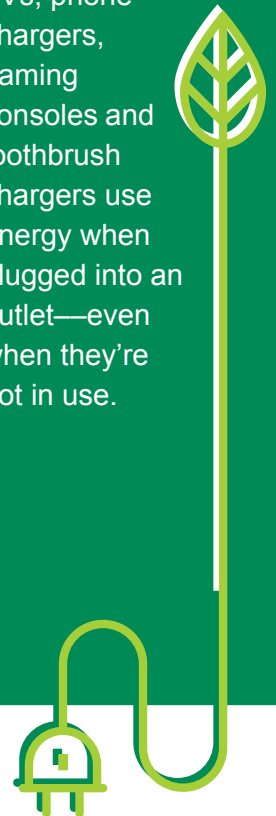 Vs, phone
hargers,
aming
onsoles and
oothbrush
hargers use
nergy when
lugged into an
utlet—even
when they're
ot in use.